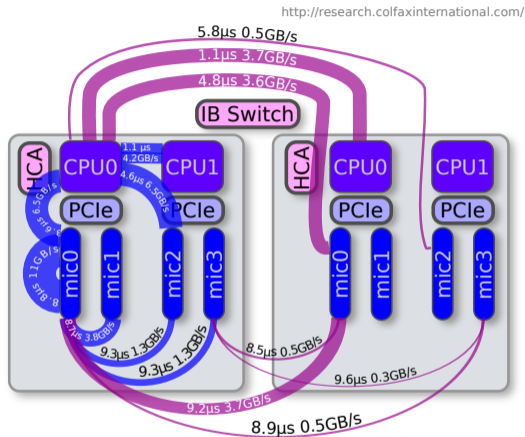 http://research.colfaxinternational.com/
5.8µs 0.5GB/s
1.1µs 3.7GB/s
4.8µs 3.6GB/s
IB Switch
HCA
CPU0
1.1 µs
4.2GB/s
CPU1
HCA
CPU0
CPU1
4.6µs 6.5GB/s
6.5GB/s
PCIe
PCIe
PCIe
PCIe
11GB/s
mic0
mic1
mic2
mic3
mic0
mic1
mic2
mic3
8.7µs 3.8GB/s
9.3µs 1.3GB/s
9.3µs 1.3GB/s
8.5µs 0.5GB/s
9.6µs 0.3GB/s
9.2µs 3.7GB/s
8.9µs 0.5GB/s